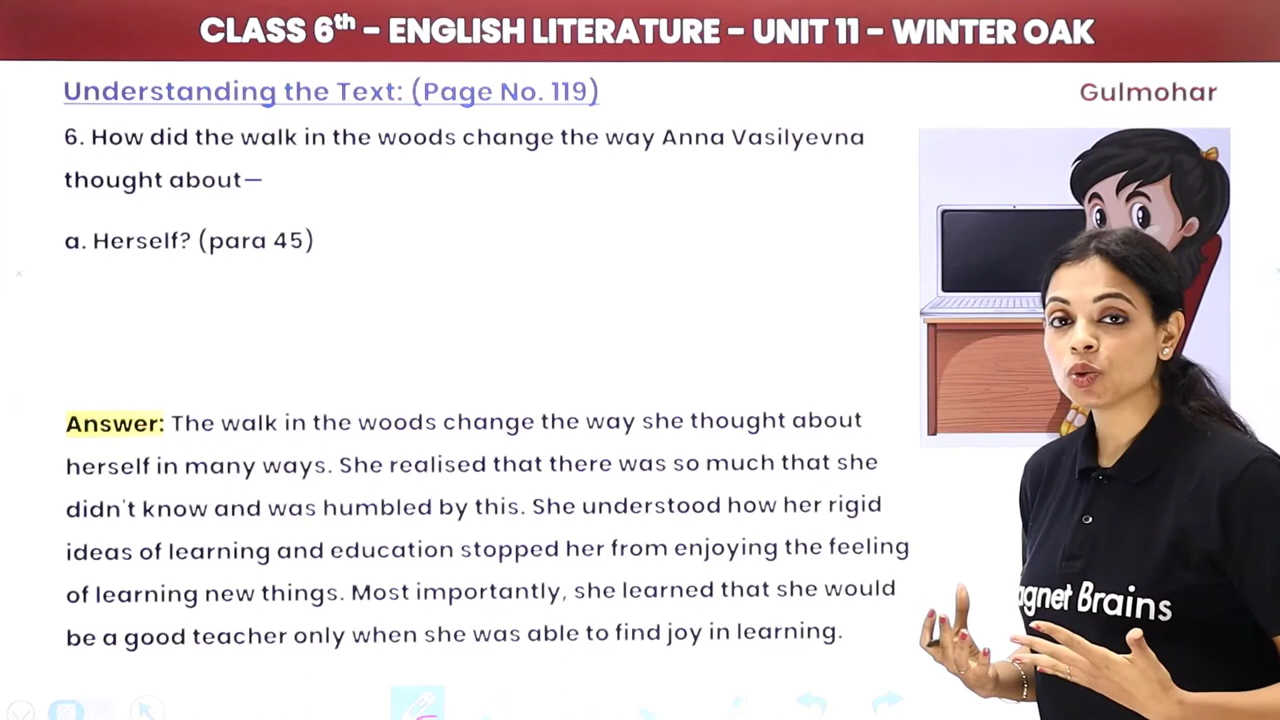 CLASS 6th – ENGLISH LITERATURE – UNIT 11 – WINTER OAK
Understanding the Text: (Page No. 119)
Gulmohar
6. How did the walk in the woods change the way Anna Vasilyevna
thought about—
a. Herself? (para 45)
Answer: The walk in the woods change the way she thought about
herself in many ways. She realised that there was so much that she
didn't know and was humbled by this. She understood how her rigid
ideas of learning and education stopped her from enjoying the feeling
of learning new things. Most importantly, she learned that she would
be a good teacher only when she was able to find joy in learning.
agnet Brains